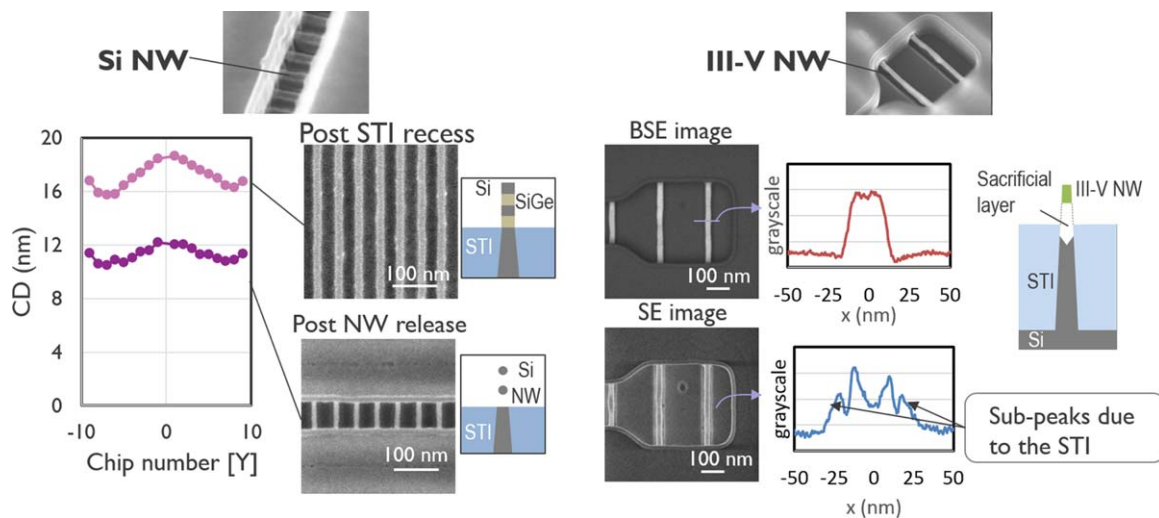 Si NW
20
16
12
8
4
0
-10
0
10
CD (nm)
Chip number [Y]
Post STI recess
100 nm
Si
SiGe
STI
Post NW release
100 nm
Si
NW
STI
III-V NW
BSE image
100 nm
grayscale
-50 -25 0 25 50
x (nm)
SE image
100 nm
grayscale
50 -25 0 25 50
x (nm)
Sacrificial
layer
III-V NW
STI
Si
Sub-peaks due
to the STI